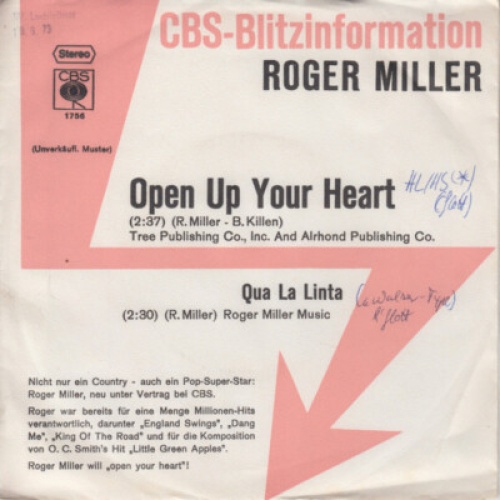 9.73
CBS-Blitzinformation
Stereo
ROGER MILLER
CBS
1756
(Unverkäufl. Muster)
Open Up Your Heart
(2:37) (R. Miller - B. Killen)
Tree Publishing Co., Inc. And Alrhond Publishing Co.
Qua La Linta
(2:30) (R. Miller) Roger Miller Music
Nicht nur ein Country - auch ein Pop-Super-Star:
Roger Miller, neu unter Vertrag bei CBS.
Roger war bereits für eine Menge Millionen-Hits
verantwortlich, darunter „England Swings", „Dang
Me", „King Of The Road" und für die Komposition
von O. C. Smith's Hit „Little Green Apples".
Roger Miller will „open your heart"!